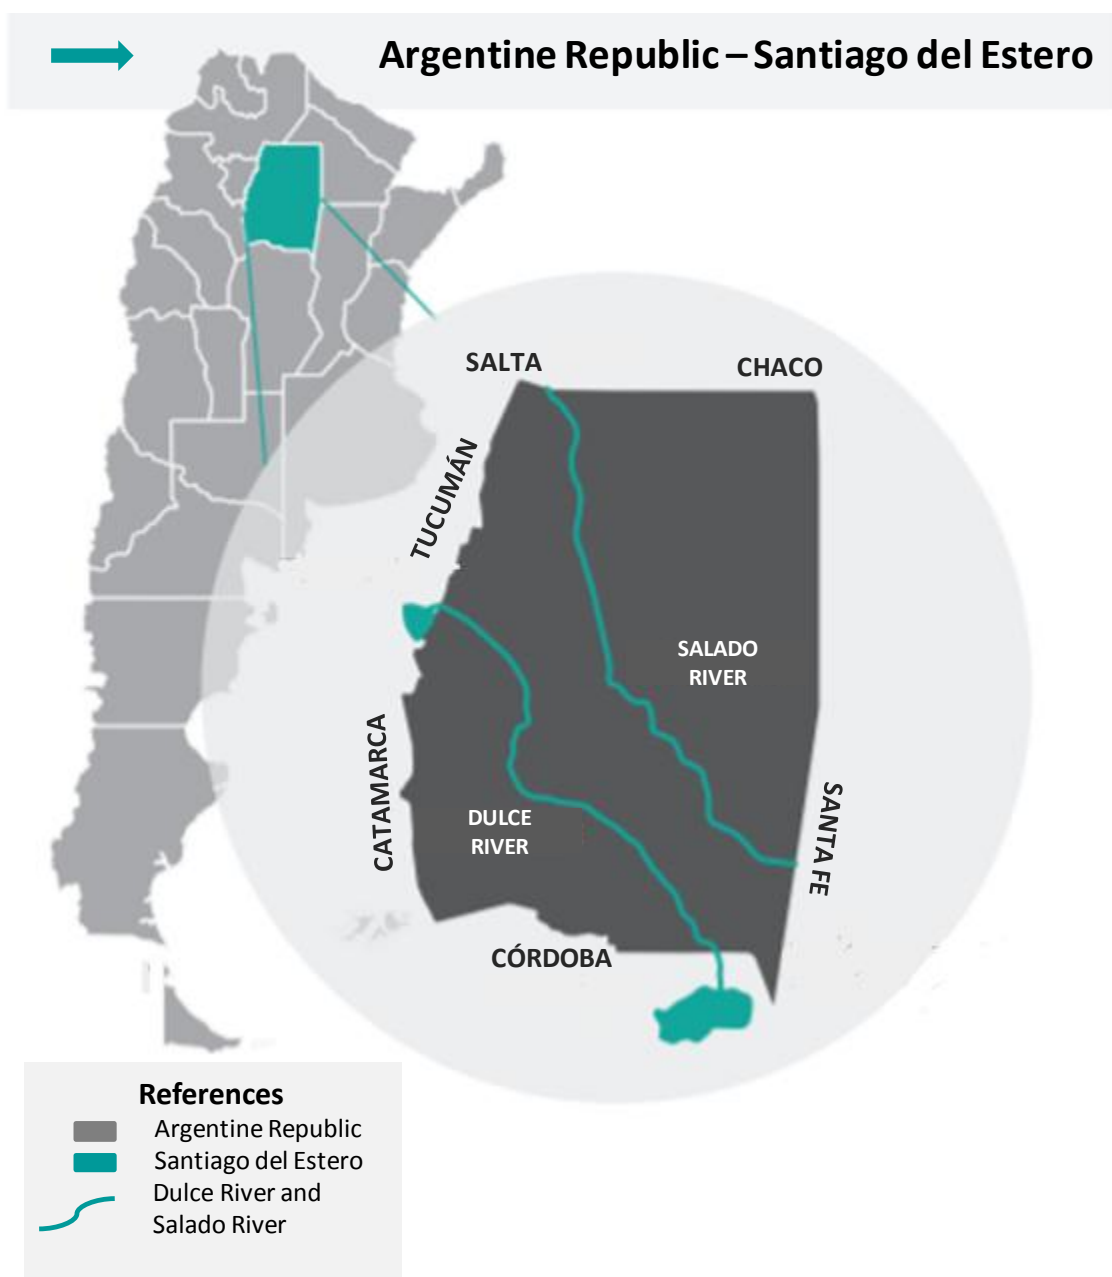 Argentine Republic – Santiago del Estero
SALTA
CHACO
TUCUMÁN
SALADO
RIVER
CATAMARCA
SANTA FE
DULCE
RIVER
CÓRDOBA
References
Argentine Republic
Santiago del Estero
Dulce River and
Salado River